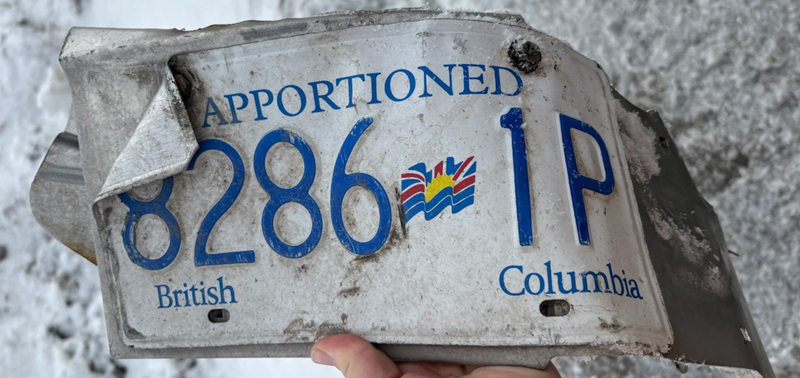 APPORTIONED
8286 1P
British Columbia